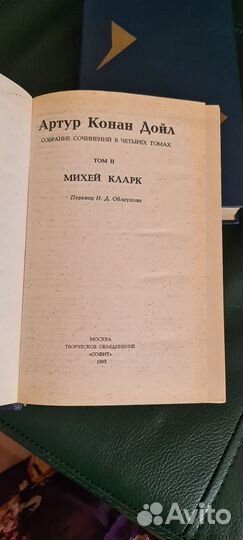 Артур Конан Дойл
СОБРАНИЕ СОЧИНЕНИЙ В ЧЕТЫРЕХ ТОМАХ
ТОМ II
МИХЕЙ КЛАРК
Перевод Н. Д. Облеухова
МОСКВА
ТВОРЧЕСКОЕ ОБЪЕДИНЕНИЕ
«СОФИТ»
1993
Avito